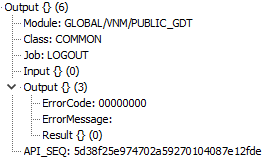 Output {} (6)
Module: GLOBAL/VNM/PUBLIC_GDT
Class: COMMON
Job: LOGOUT
Input {} (0)
Output {} (3)
ErrorCode: 00000000
ErrorMessage:
Result {} (0)
API_SEQ: 5d38f25e974702a59270104087e12fde